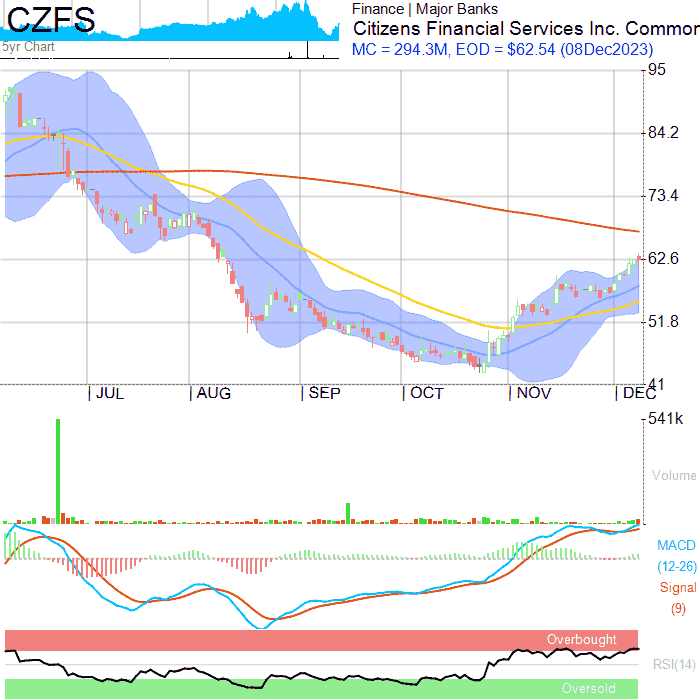 CZFS
5yr Chart
Finance | Major Banks
Citizens Financial Services Inc. Common
MC = 294.3M, EOD = $62.54 (08Dec2023)
95
84.2
73.4
62.6
51.8
41
JUL AUG SEP OCT NOV DEC
541k
Volume
MACD
(12-26)
Signal
(9)
Overbought
RSI(14)
Oversold